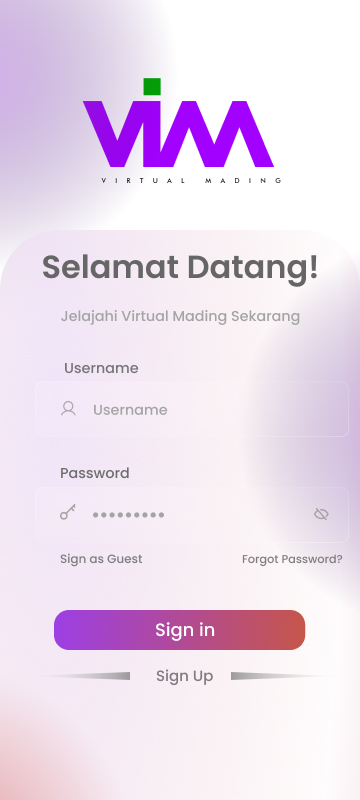 VIM
VIRTUAL MADING
Selamat Datang!
Jelajahi Virtual Mading Sekarang
Username
Username
Password
Sign as Guest Forgot Password?
Sign in
Sign Up